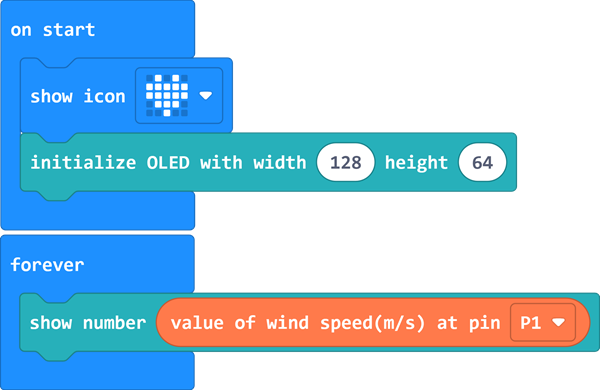 on start
show icon
initialize OLED with width 128 height 64
forever
show number value of wind speed(m/s) at pin P1